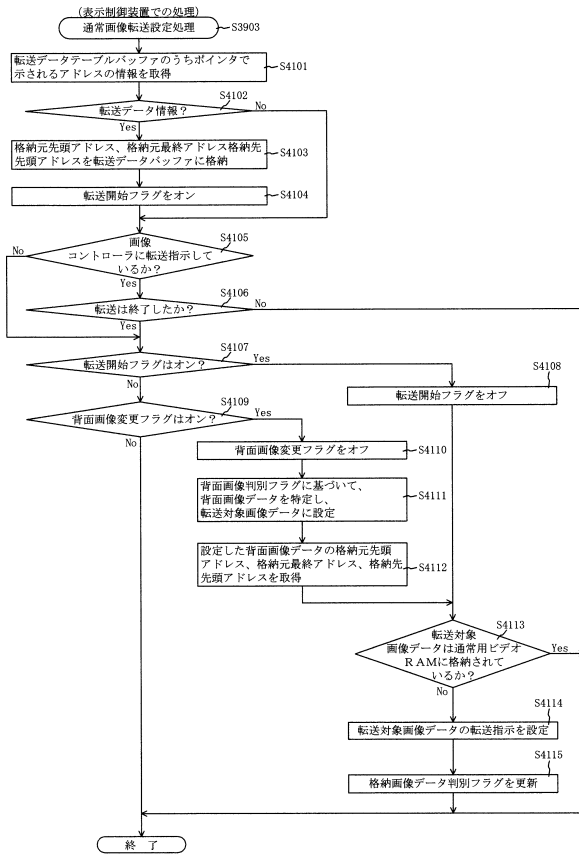 (表示制御装置での処理)
通常画像転送設定処理
S3903
転送データテーブルバッファのうちポインタで
示されるアドレスの情報を取得
S4101
S4102
転送データ情報?
No
Yes
格納元先頭アドレス、格納元最終アドレス格納先
先頭アドレスを転送データバッファに格納
S4103
転送開始フラグをオン
S4104
S4105
画像
コントローラに転送指示して
いるか?
No
Yes
S4106
転送は終了したか?
No
Yes
S4107
転送開始フラグはオン?
Yes
No
S4108
転送開始フラグをオフ
S4109
背面画像変更フラグはオン?
Yes
No
背面画像変更フラグをオフ
S4110
背面画像判別フラグに基づいて、
背面画像データを特定し、
転送対象画像データに設定
S4111
設定した背面画像データの格納元先頭
アドレス、格納元最終アドレス、格納先
先頭アドレスを取得
S4112
S4113
転送対象
画像データは通常用ビデオ
RAMに格納されて
いるか?
Yes
No
S4114
転送対象画像データの転送指示を設定
S4115
格納画像データ判別フラグを更新
終 了